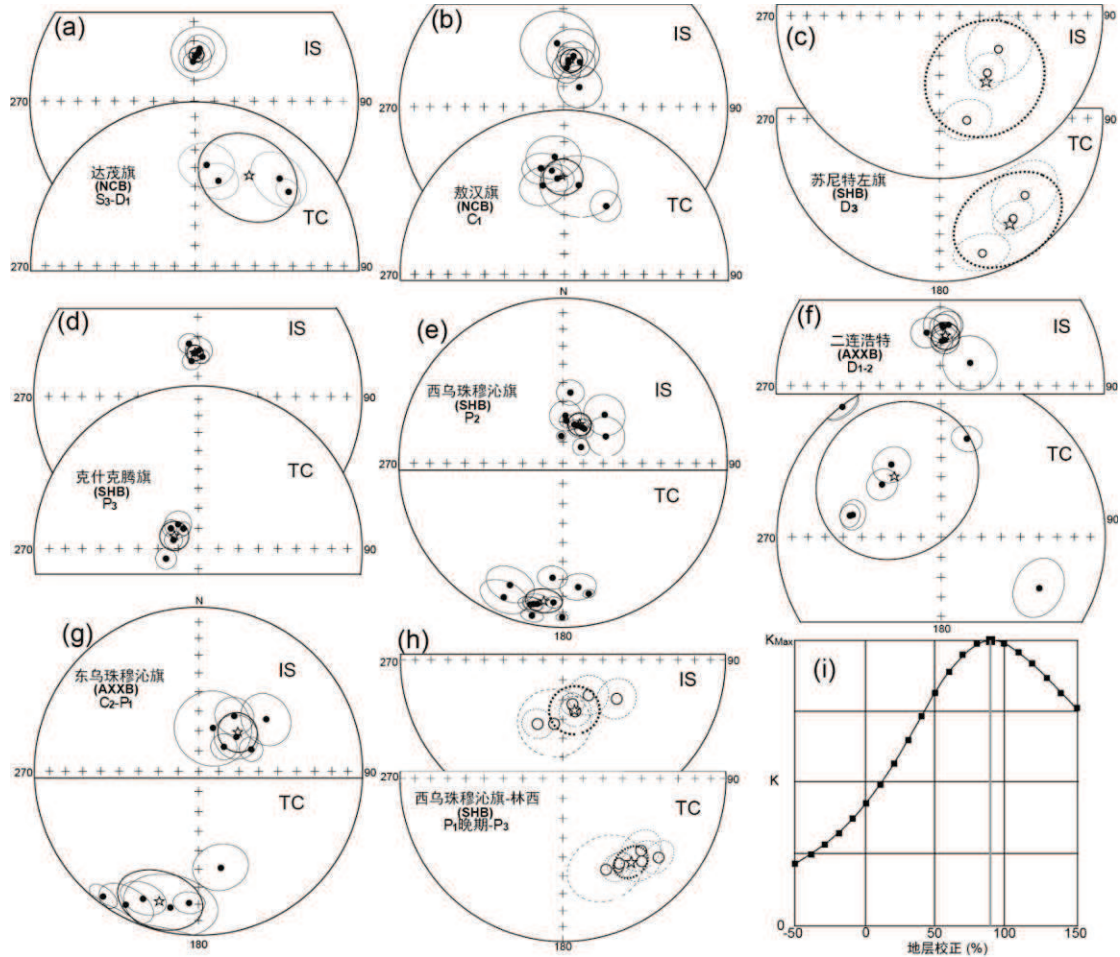 (a)
IS
270
90
达茂旗
(NCB)
S₃-D₁
TC
270
90
(b)
IS
270
90
敖汉旗
(NCB)
C₁
TC
270
90
(c)
270
90
IS
270
90
TC
苏尼特左旗
(SHB)
D₃
180
(d)
IS
270
90
TC
克什克腾旗
(SHB)
P₃
270
90
(e)
N
西乌珠穆沁旗
(SHB)
P₂
IS
270
90
TC
180
(f)
二连浩特
(AXXB)
D₁₋₂
IS
270
90
TC
270
90
180
(g)
N
东乌珠穆沁旗
(AXXB)
C₂-P₁
IS
270
90
TC
180
(h)
270
90
IS
270
90
西乌珠穆沁旗-林西
(SHB)
P₁晚期-P₃
TC
180
(i)
KMax
K
0
-50
0
50
100
150
地层校正 (%)